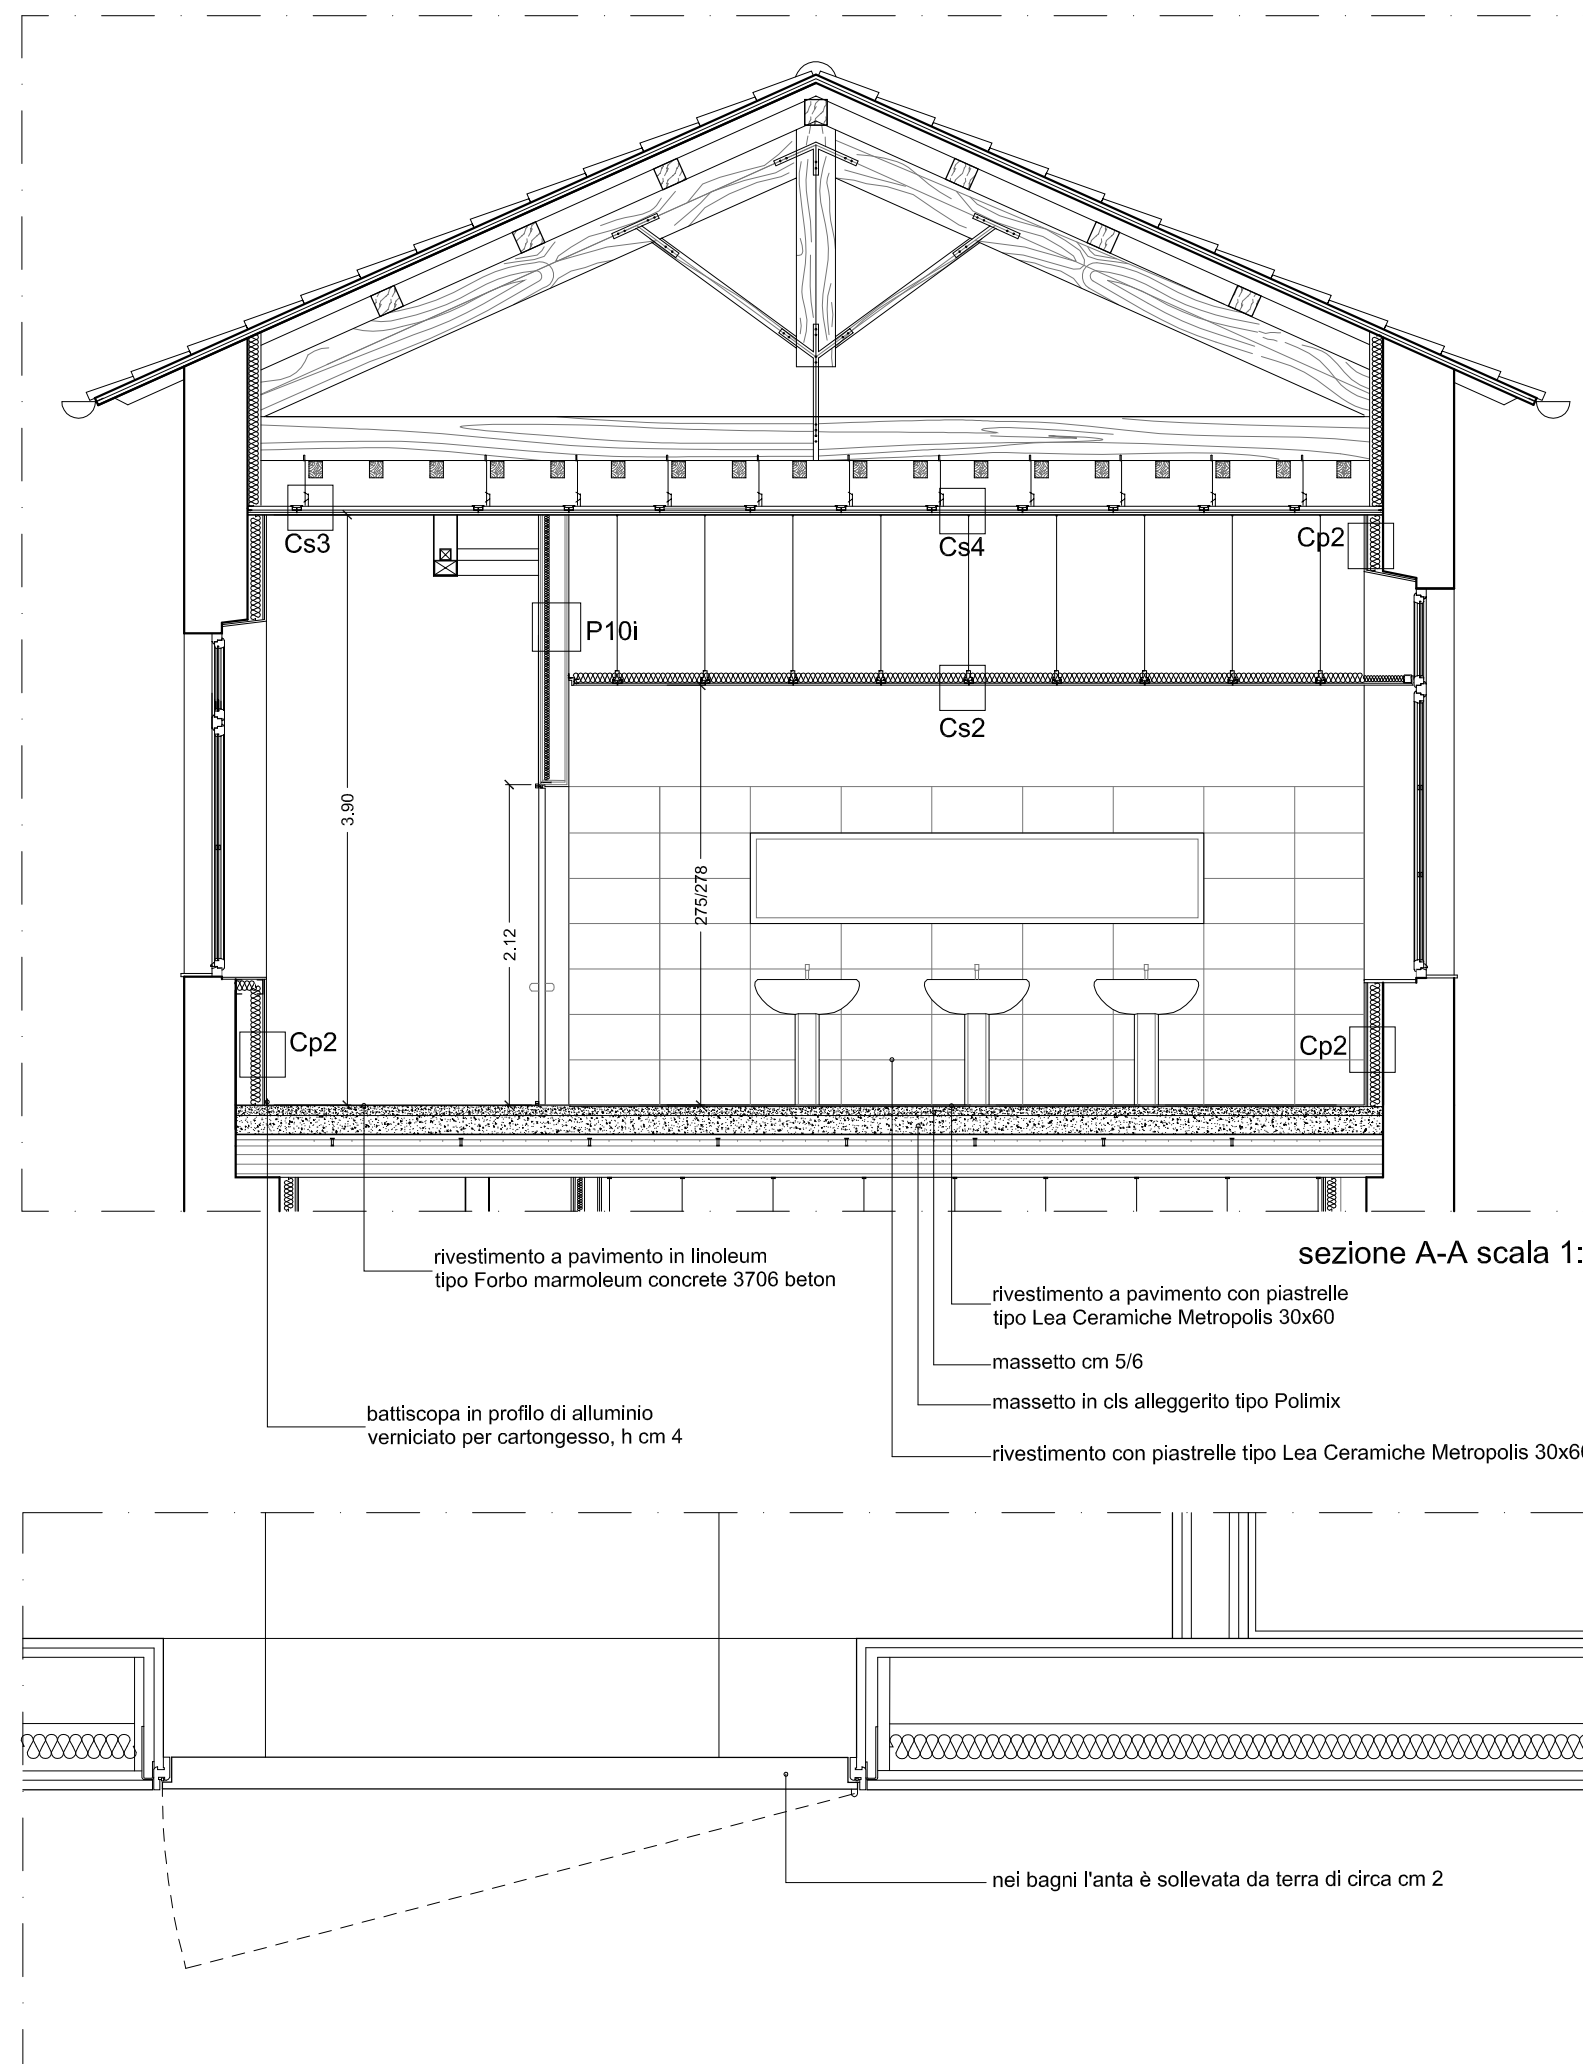 Cs3
Cs4
Cp2
P10i
Cs2
3.90
275/278
2.12
Cp2
Cp2
rivestimento a pavimento in linoleum
tipo Forbo marmoleum concrete 3706 beton
sezione A-A scala 1:
rivestimento a pavimento con piastrelle
tipo Lea Ceramiche Metropolis 30x60
massetto cm 5/6
massetto in cls alleggerito tipo Polimix
battiscopa in profilo di alluminio
verniciato per cartongesso, h cm 4
rivestimento con piastrelle tipo Lea Ceramiche Metropolis 30x60
nei bagni l'anta è sollevata da terra di circa cm 2